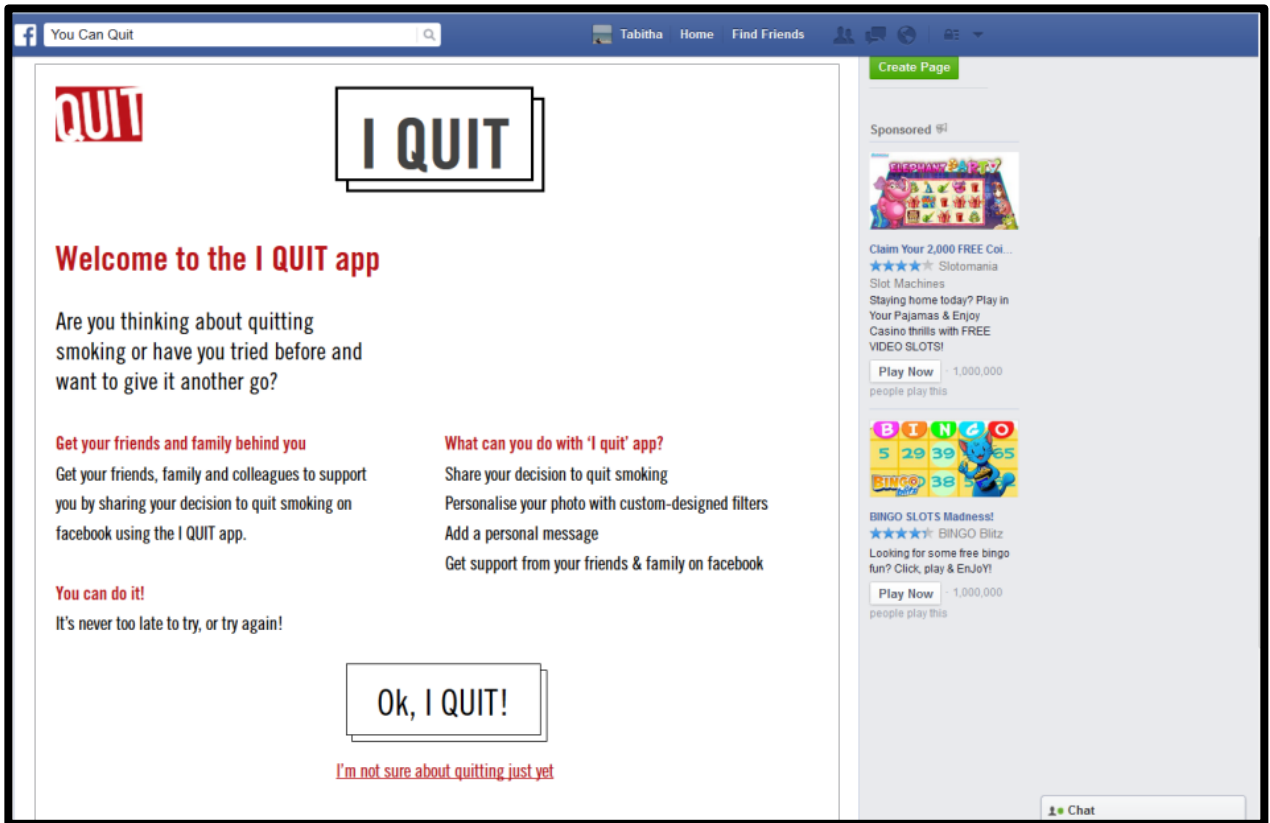 You Can Quit
Tabitha Home Find Friends
Create Page
QUIT
I QUIT
Welcome to the I QUIT app
Are you thinking about quitting
smoking or have you tried before and
want to give it another go?
Get your friends and family behind you
Get your friends, family and colleagues to support
you by sharing your decision to quit smoking on
facebook using the I QUIT app.
You can do it!
It's never too late to try, or try again!
What can you do with ‘I quit’ app?
Share your decision to quit smoking
Personalise your photo with custom-designed filters
Add a personal message
Get support from your friends & family on facebook
Ok, I QUIT!
I'm not sure about quitting just yet
Sponsored
ELEPHANT PARTY
Claim Your 2,000 FREE Coi...
Slotomania
Slot Machines
Staying home today? Play in
Your Pajamas & Enjoy
Casino thrills with FREE
VIDEO SLOTS!
Play Now · 1,000,000
people play this
BINGO
5 29 39 65
BINGO Blitz 38
BINGO SLOTS Madness!
BINGO Blitz
Looking for some free bingo
fun? Click, play & EnJoY!
Play Now · 1,000,000
people play this
Chat